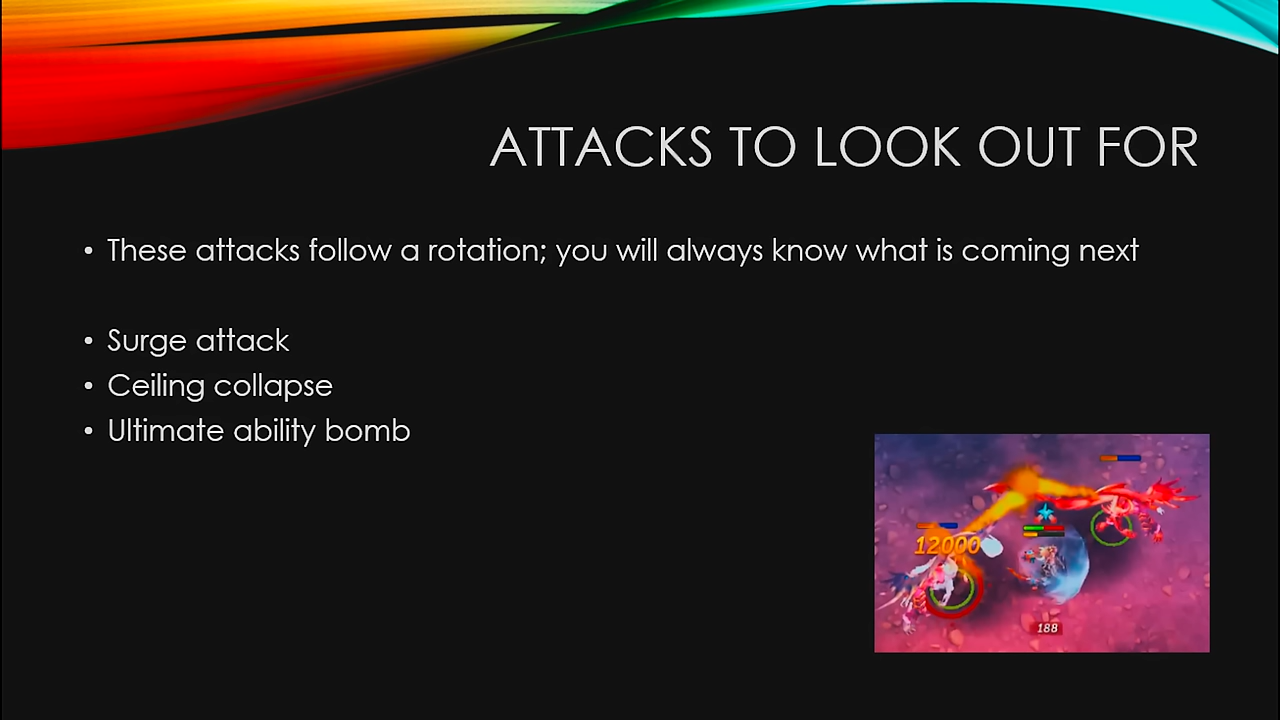 ATTACKS TO LOOK OUT FOR
• These attacks follow a rotation; you will always know what is coming next
• Surge attack
• Ceiling collapse
• Ultimate ability bomb
12000
188